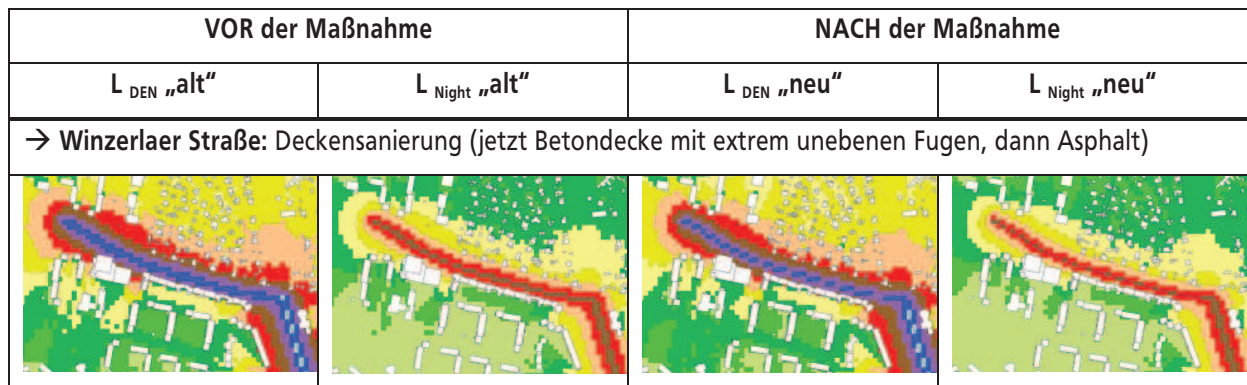 VOR der Maßnahme
NACH der Maßnahme
L DEN „alt“
L Night „alt“
L DEN „neu“
L Night „neu“
→ Winzerlaer Straße: Deckensanierung (jetzt Betondecke mit extrem unebenen Fugen, dann Asphalt)